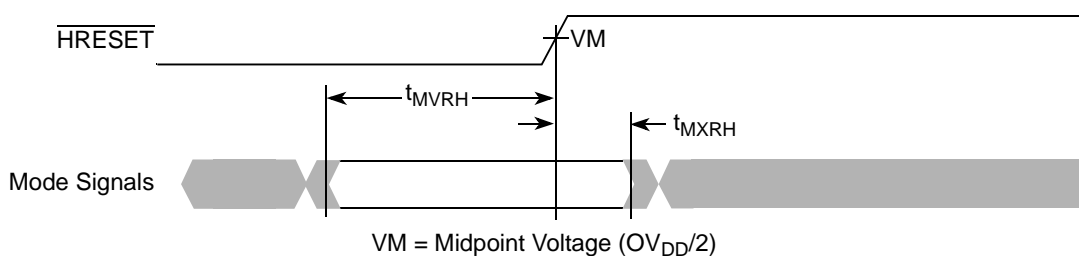 HRESET
VM
tMVRH
tMXRH
Mode Signals
VM = Midpoint Voltage (OVDD/2)